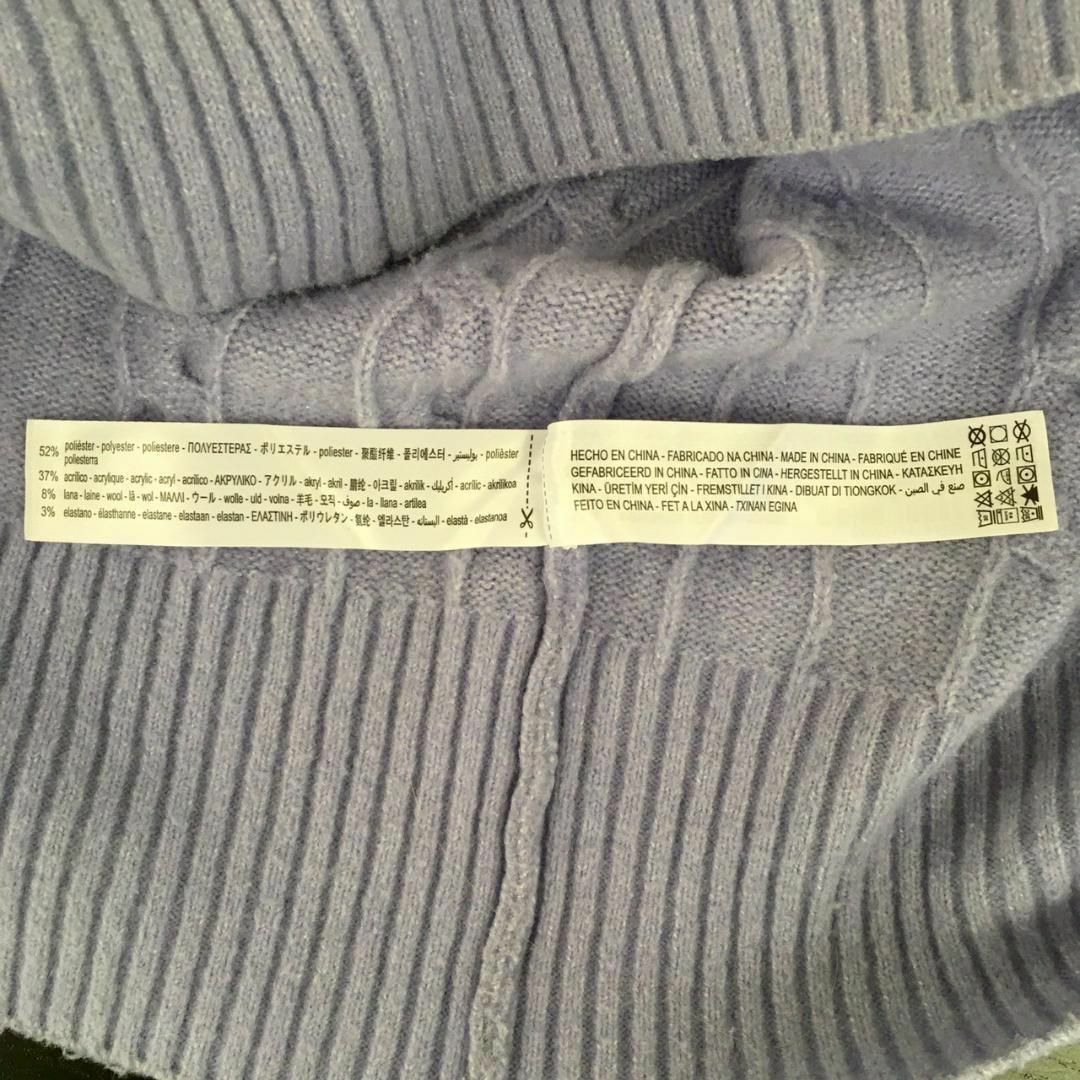 52% poliéster - polyester - poliestere - ΠΟΛΥΕΣΤΕΡΑΣ - ポリエステル - poliester - 聚酯纤维 - 폴리에스터 - بوليستير - polièster
poliesterra
37% acrílico - acrylique - acrylic - acryl - acrilico - ΑΚΡΥΛΙΚΟ - アクリル - akryl - akril - 腈纶 - 아크릴 - akrilik - أكريليك - acrílic - akrilikoa
8% lana - laine - wool - lã - wol - ΜΑΛΛΙ - ウール - wolle - uld - volna - 羊毛 - 모직 - صوف - la - llana - artilea
3% elastano - élasthanne - elastane - elastaan - elastan - ΕΛΑΣΤΙΝΗ - ポリウレタン - 氨纶 - 엘리스탄 - البستانه - elastà - elastanoa
HECHO EN CHINA - FABRICADO NA CHINA - MADE IN CHINA - FABRIQUÉ EN CHINE
GEFABRICEERD IN CHINA - FATTO IN CINA - HERGESTELLT IN CHINA - ΚΑΤΑΣΚΕΥΗ
ΚΙΝΑ - ÜRETİM YERİ ÇİN - FREMSTILLET I KINA - DIBUAT DI TIONGKOK - صنع في الصين
FEITO EN CHINA - FET A LA XINA - TXINAN EGINA